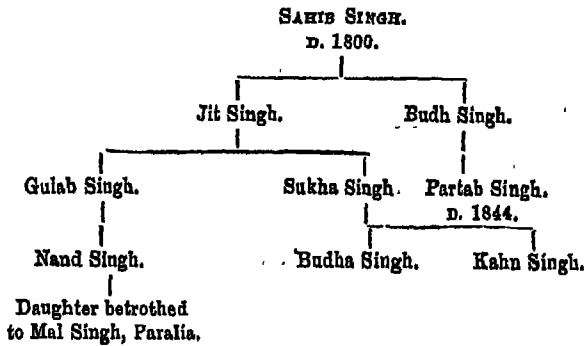 SAHIB SINGH.
D. 1800.
Jit Singh. Budh Singh.
Gulab Singh. Sukha Singh. Partab Singh.
D. 1844.
Nand Singh. Budha Singh. Kahn Singh.
Daughter betrothed
to Mal Singh, Paralia.